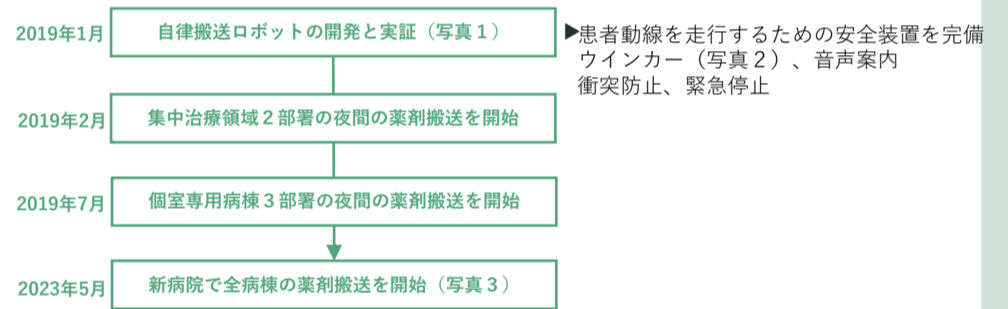 2019年1月
自律搬送ロボットの開発と実証（写真１）
▶患者動線を走行するための安全装置を完備
ウインカー（写真２）、音声案内
衝突防止、緊急停止
2019年2月
集中治療領域２部署の夜間の薬剤搬送を開始
2019年7月
個室専用病棟３部署の夜間の薬剤搬送を開始
2023年5月
新病院で全病棟の薬剤搬送を開始（写真３）